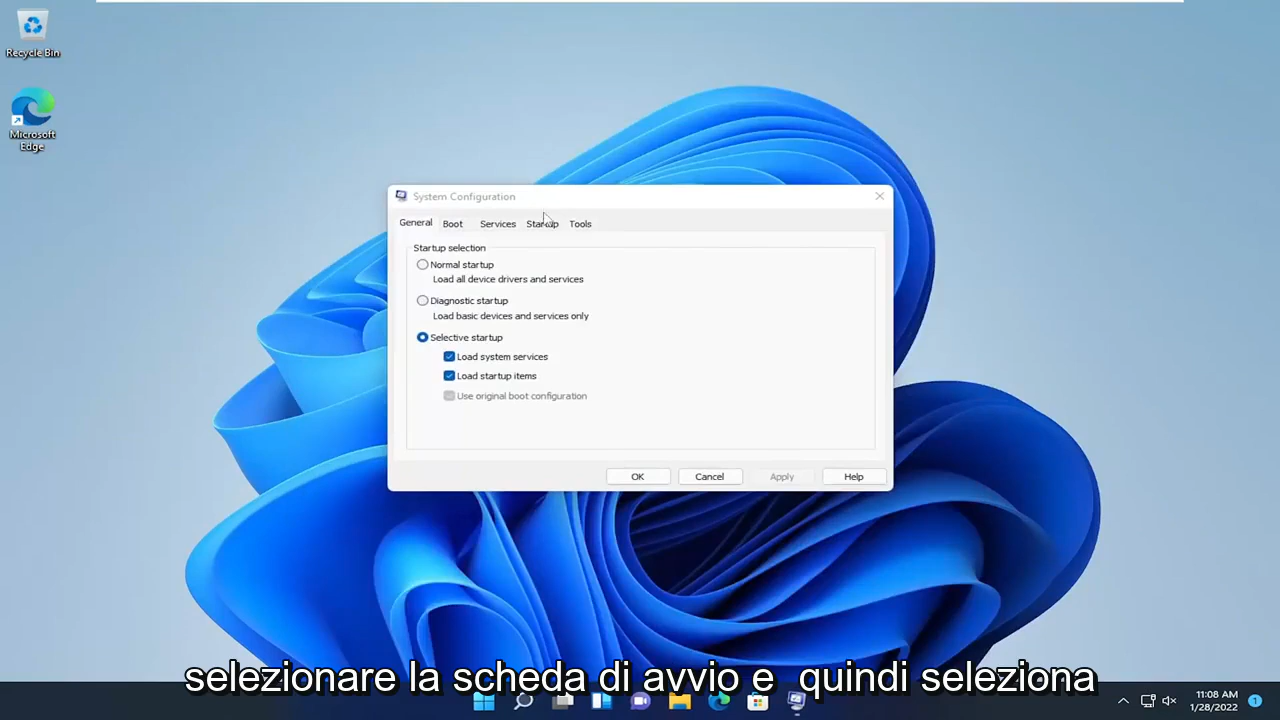 Recycle Bin
Microsoft
Edge
System Configuration
General Boot Services Startup Tools
Startup selection
Normal startup
Load all device drivers and services
Diagnostic startup
Load basic devices and services only
Selective startup
Load system services
Load startup items
Use original boot configuration
OK Cancel Apply Help
selezionare la scheda di avvio e quindi seleziona
11:08 AM
1/28/2022
1